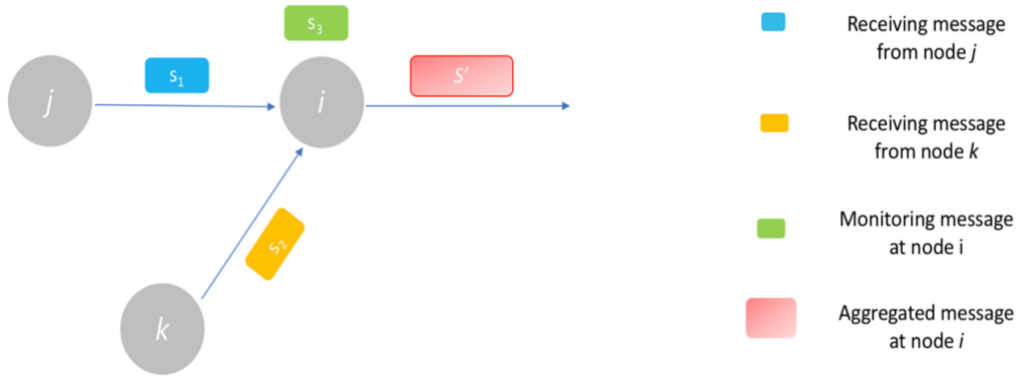 s₃
j
s₁
i
S′
s₂
k
Receiving message
from node j
Receiving message
from node k
Monitoring message
at node i
Aggregated message
at node i